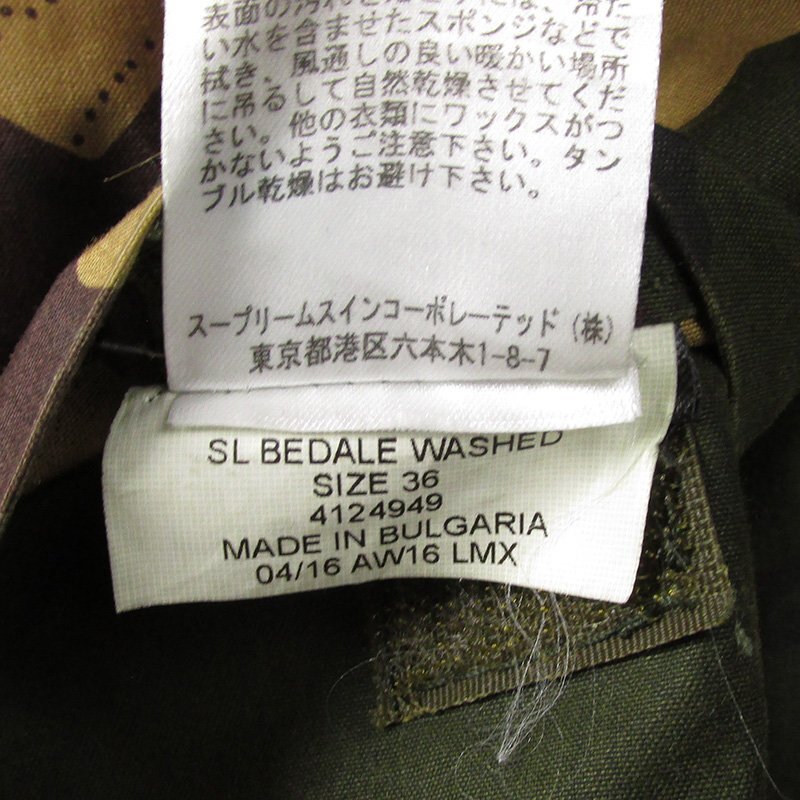 い水を含ませたスポンジなどで
拭き、風通しの良い暖かい場所
に吊るして自然乾燥させてくだ
さい。他の衣類にワックスがつ
かないようご注意下さい。タン
ブル乾燥はお避け下さい。
スープリームスインコーポレーテッド（株）
東京都港区六本木1-8-7
SL BEDALE WASHED
SIZE 36
4124949
MADE IN BULGARIA
04/16 AW16 LMX